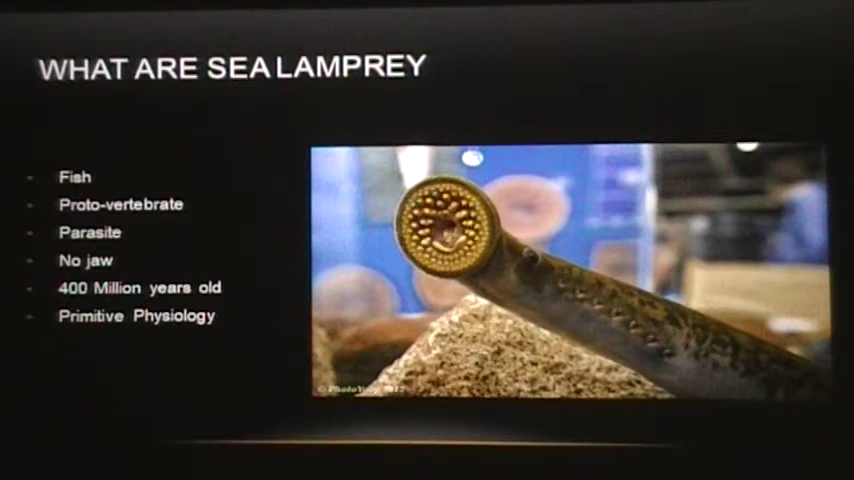 WHAT ARE SEA LAMPREY
- Fish
- Proto-vertebrate
- Parasite
- No jaw
- 400 Million years old
- Primitive Physiology